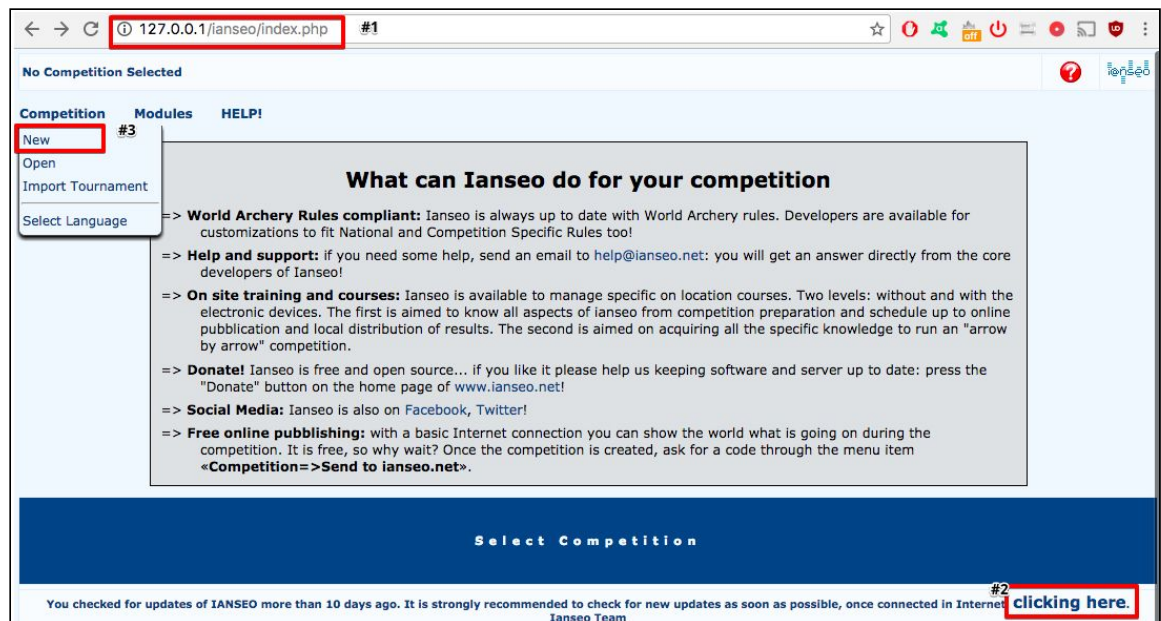 127.0.0.1/ianseo/index.php
#1
off
No Competition Selected
ianseo
Competition Modules HELP!
#3
New
Open
Import Tournament
Select Language
What can Ianseo do for your competition
=> World Archery Rules compliant: Ianseo is always up to date with World Archery rules. Developers are available for
customizations to fit National and Competition Specific Rules too!
=> Help and support: if you need some help, send an email to help@ianseo.net: you will get an answer directly from the core
developers of Ianseo!
=> On site training and courses: Ianseo is available to manage specific on location courses. Two levels: without and with the
electronic devices. The first is aimed to know all aspects of ianseo from competition preparation and schedule up to online
pubblication and local distribution of results. The second is aimed on acquiring all the specific knowledge to run an "arrow
by arrow" competition.
=> Donate! Ianseo is free and open source... if you like it please help us keeping software and server up to date: press the
"Donate" button on the home page of www.ianseo.net!
=> Social Media: Ianseo is also on Facebook, Twitter!
=> Free online pubblishing: with a basic Internet connection you can show the world what is going on during the
competition. It is free, so why wait? Once the competition is created, ask for a code through the menu item
«Competition=>Send to ianseo.net».
Select Competition
#2
You checked for updates of IANSEO more than 10 days ago. It is strongly recommended to check for new updates as soon as possible, once connected in Internet clicking here.
Ianseo Team